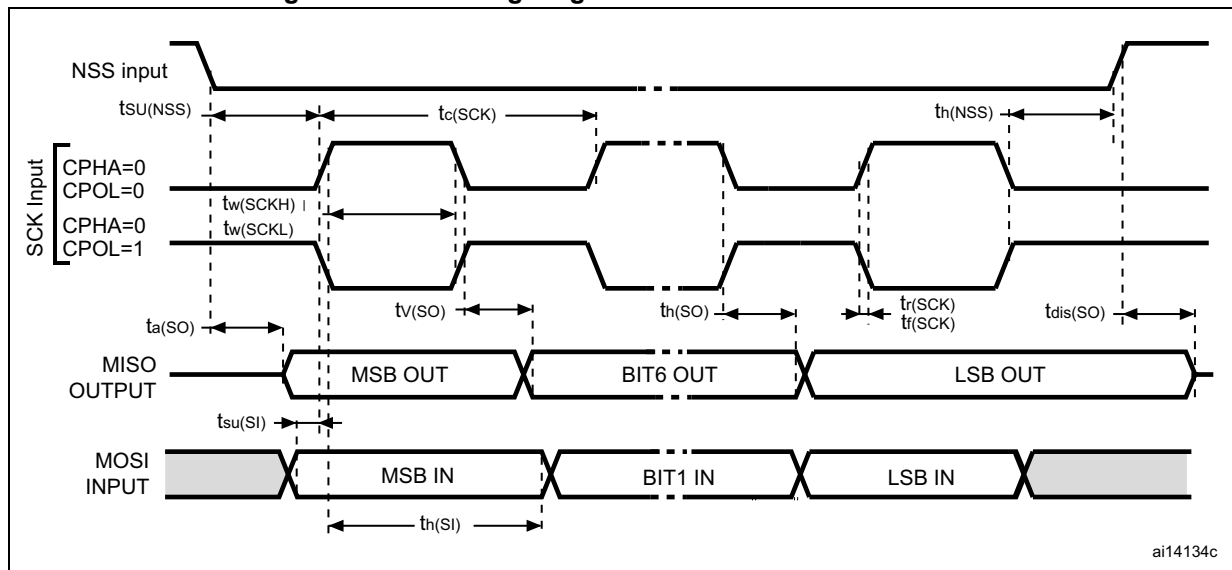 NSS input
tSU(NSS)
tc(SCK)
th(NSS)
SCK Input
CPHA=0
CPOL=0
tw(SCKH)
CPHA=0
tw(SCKL)
CPOL=1
tV(SO)
th(SO)
tr(SCK)
tf(SCK)
tdis(SO)
ta(SO)
MISO
OUTPUT
MSB OUT
BIT6 OUT
LSB OUT
tsu(SI)
MOSI
INPUT
MSB IN
BIT1 IN
LSB IN
th(SI)
ai14134c